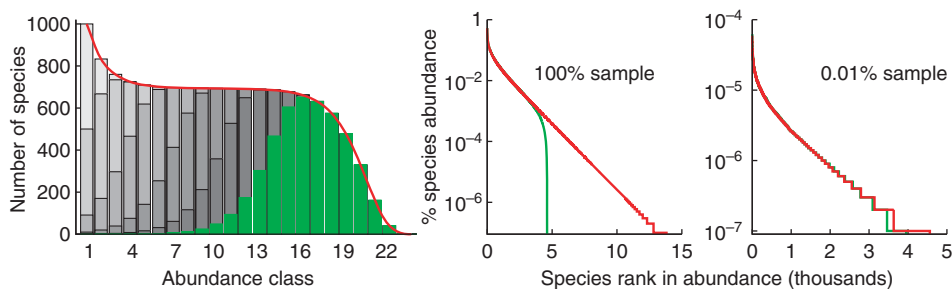 Number of species
1000
800
600
400
200
0
1 4 7 10 13 16 19 22
Abundance class
% species abundance
1
10−2
10−4
10−6
100% sample
0 5 10 15
10−4
10−5
10−6
10−7
0.01% sample
0 1 2 3 4 5
Species rank in abundance (thousands)